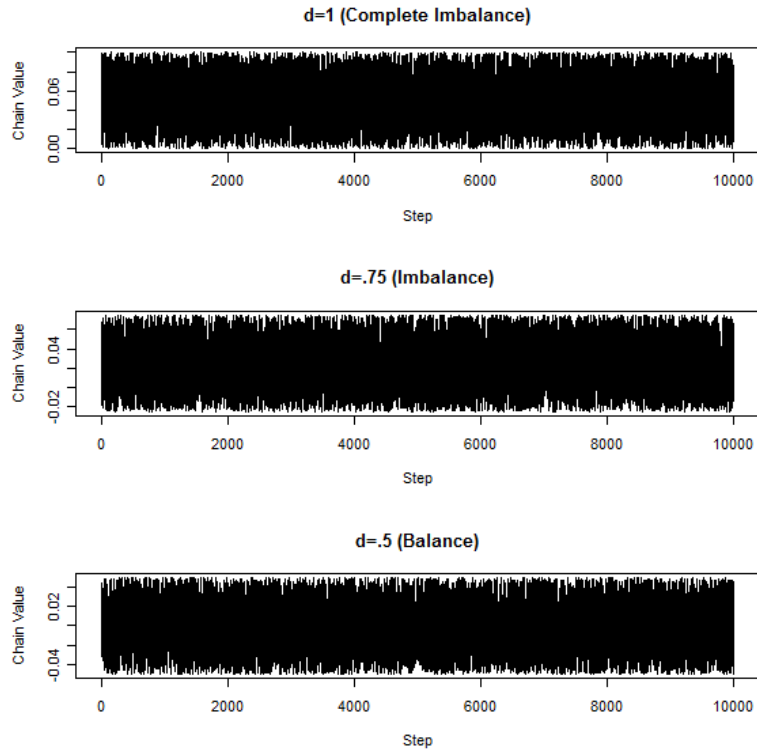 d=1 (Complete Imbalance)
Chain Value
0.06
0.00
0 2000 4000 6000 8000 10000
Step
d=.75 (Imbalance)
Chain Value
0.04
-0.02
0 2000 4000 6000 8000 10000
Step
d=.5 (Balance)
Chain Value
0.02
-0.04
0 2000 4000 6000 8000 10000
Step